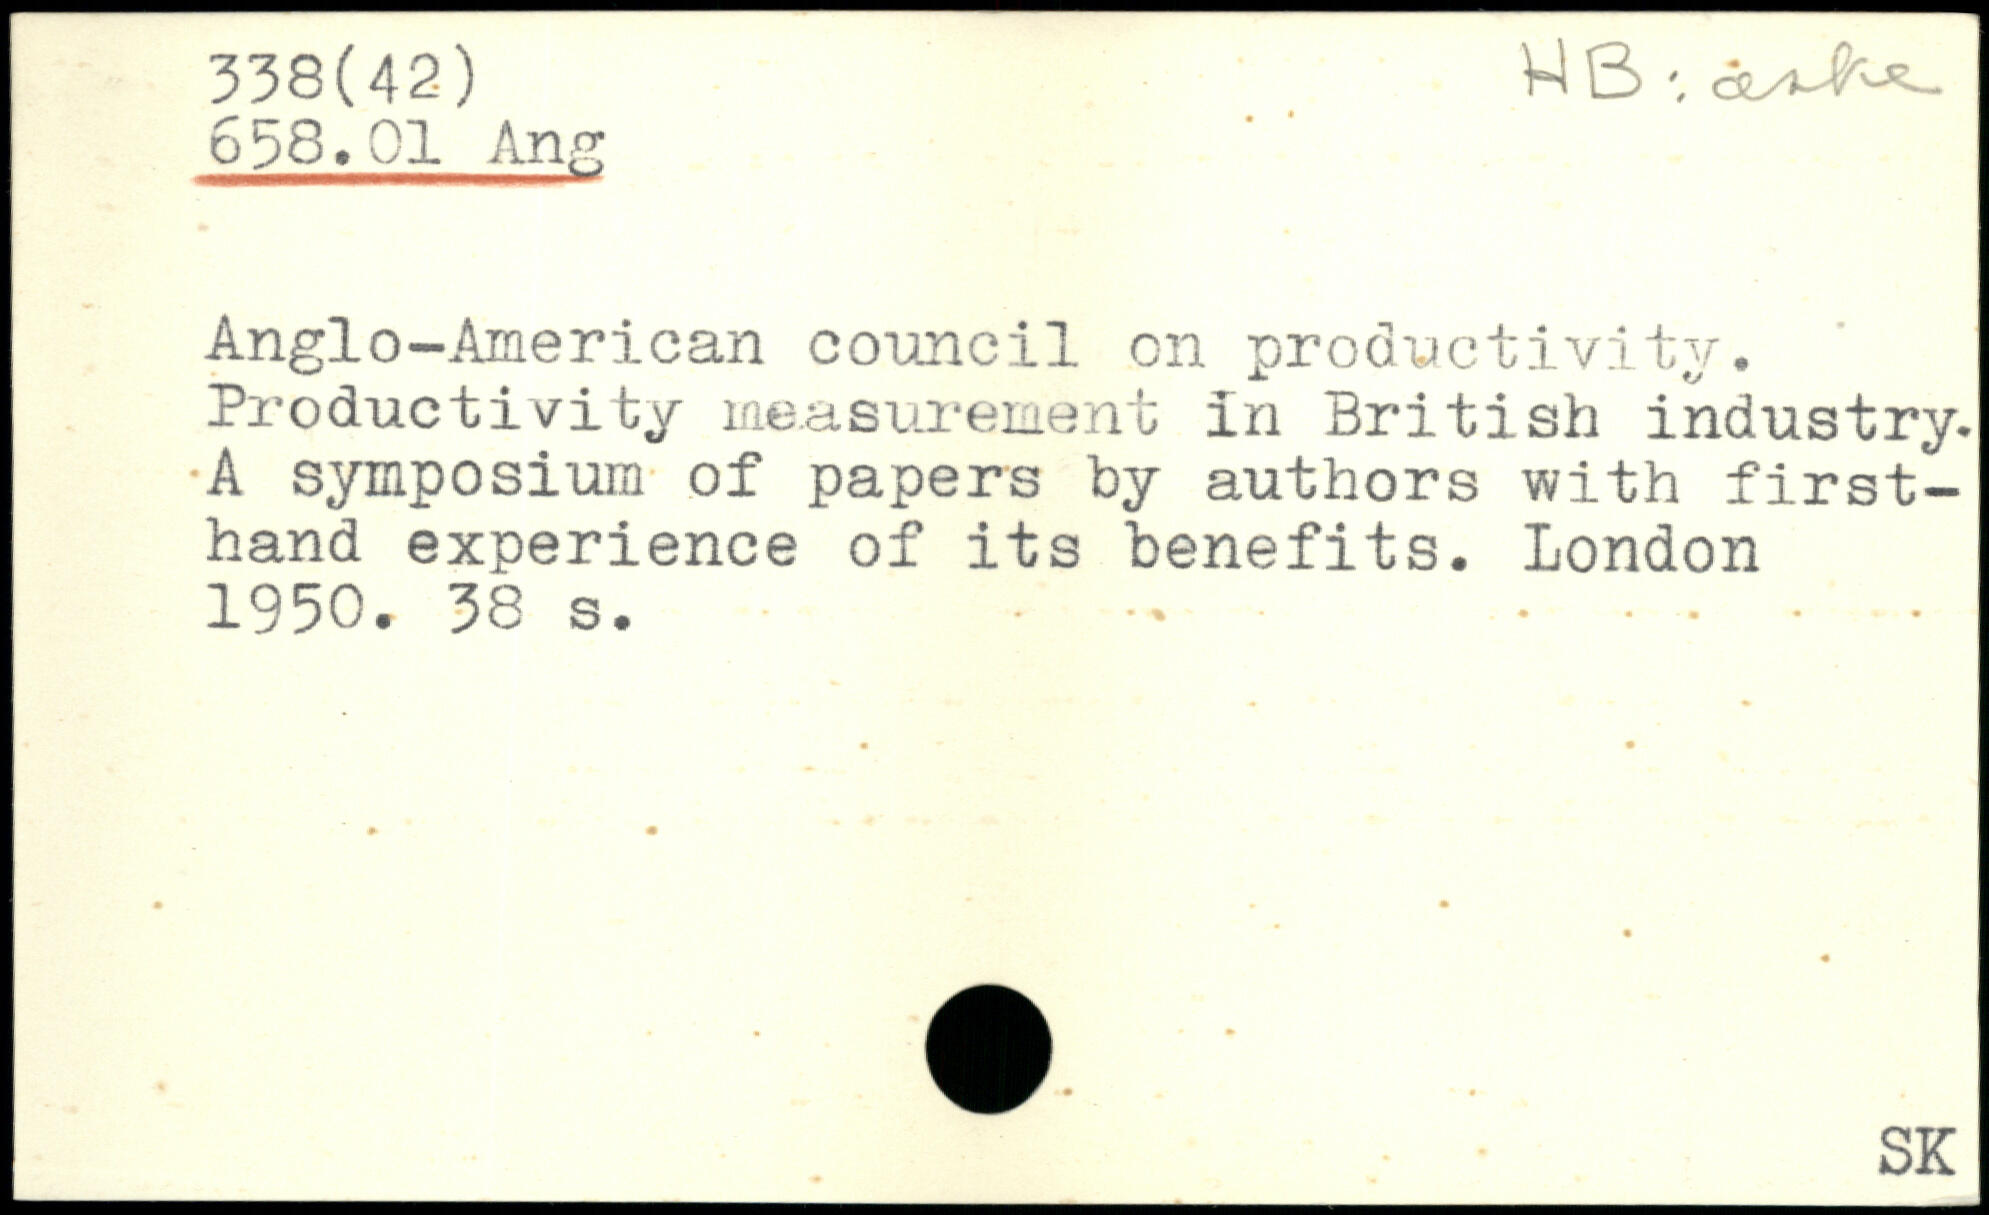 338(42)
HB: æske
658.01 Ang
Anglo-American council on productivity.
Productivity measurement in British industry.
A symposium of papers by authors with first-
hand experience of its benefits. London
1950. 38 s.
SK